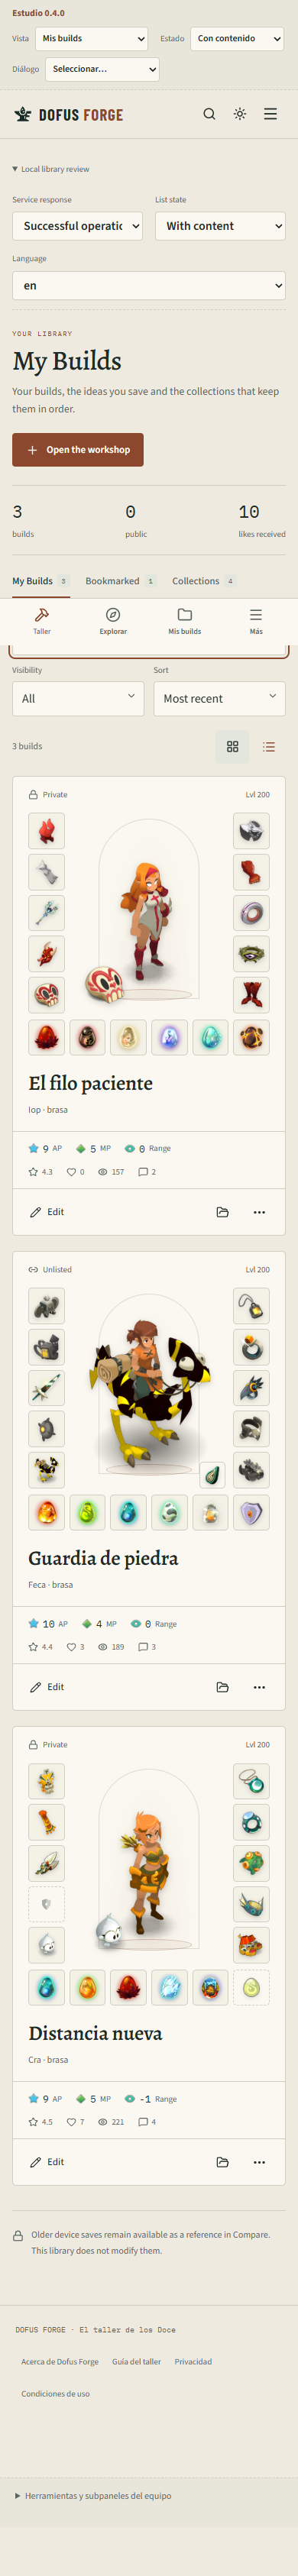 Estudio 0.4.0
Vista Mis builds Estado Con contenido
Diálogo Seleccionar...
DOFUS FORGE
▼ Local library review
Service response List state
Successful operatic With content
Language
en
YOUR LIBRARY
My Builds
Your builds, the ideas you save and the collections that keep
them in order.
+ Open the workshop
3 0 10
builds public likes received
My Builds 3 Bookmarked 1 Collections 4
Taller Explorar Mis builds Más
Visibility Sort
All Most recent
3 builds
Private Lvl 200
El filo paciente
Iop · brasa
9 AP 5 MP 0 Range
4.3 0 157 2
Edit
Unlisted Lvl 200
Guardia de piedra
Feca · brasa
10 AP 4 MP 0 Range
4.4 3 189 3
Edit
Private Lvl 200
Distancia nueva
Cra · brasa
9 AP 5 MP -1 Range
4.5 7 221 4
Edit
Older device saves remain available as a reference in Compare.
This library does not modify them.
DOFUS FORGE · El taller de los Doce
Acerca de Dofus Forge Guía del taller Privacidad
Condiciones de uso
▶ Herramientas y subpaneles del equipo